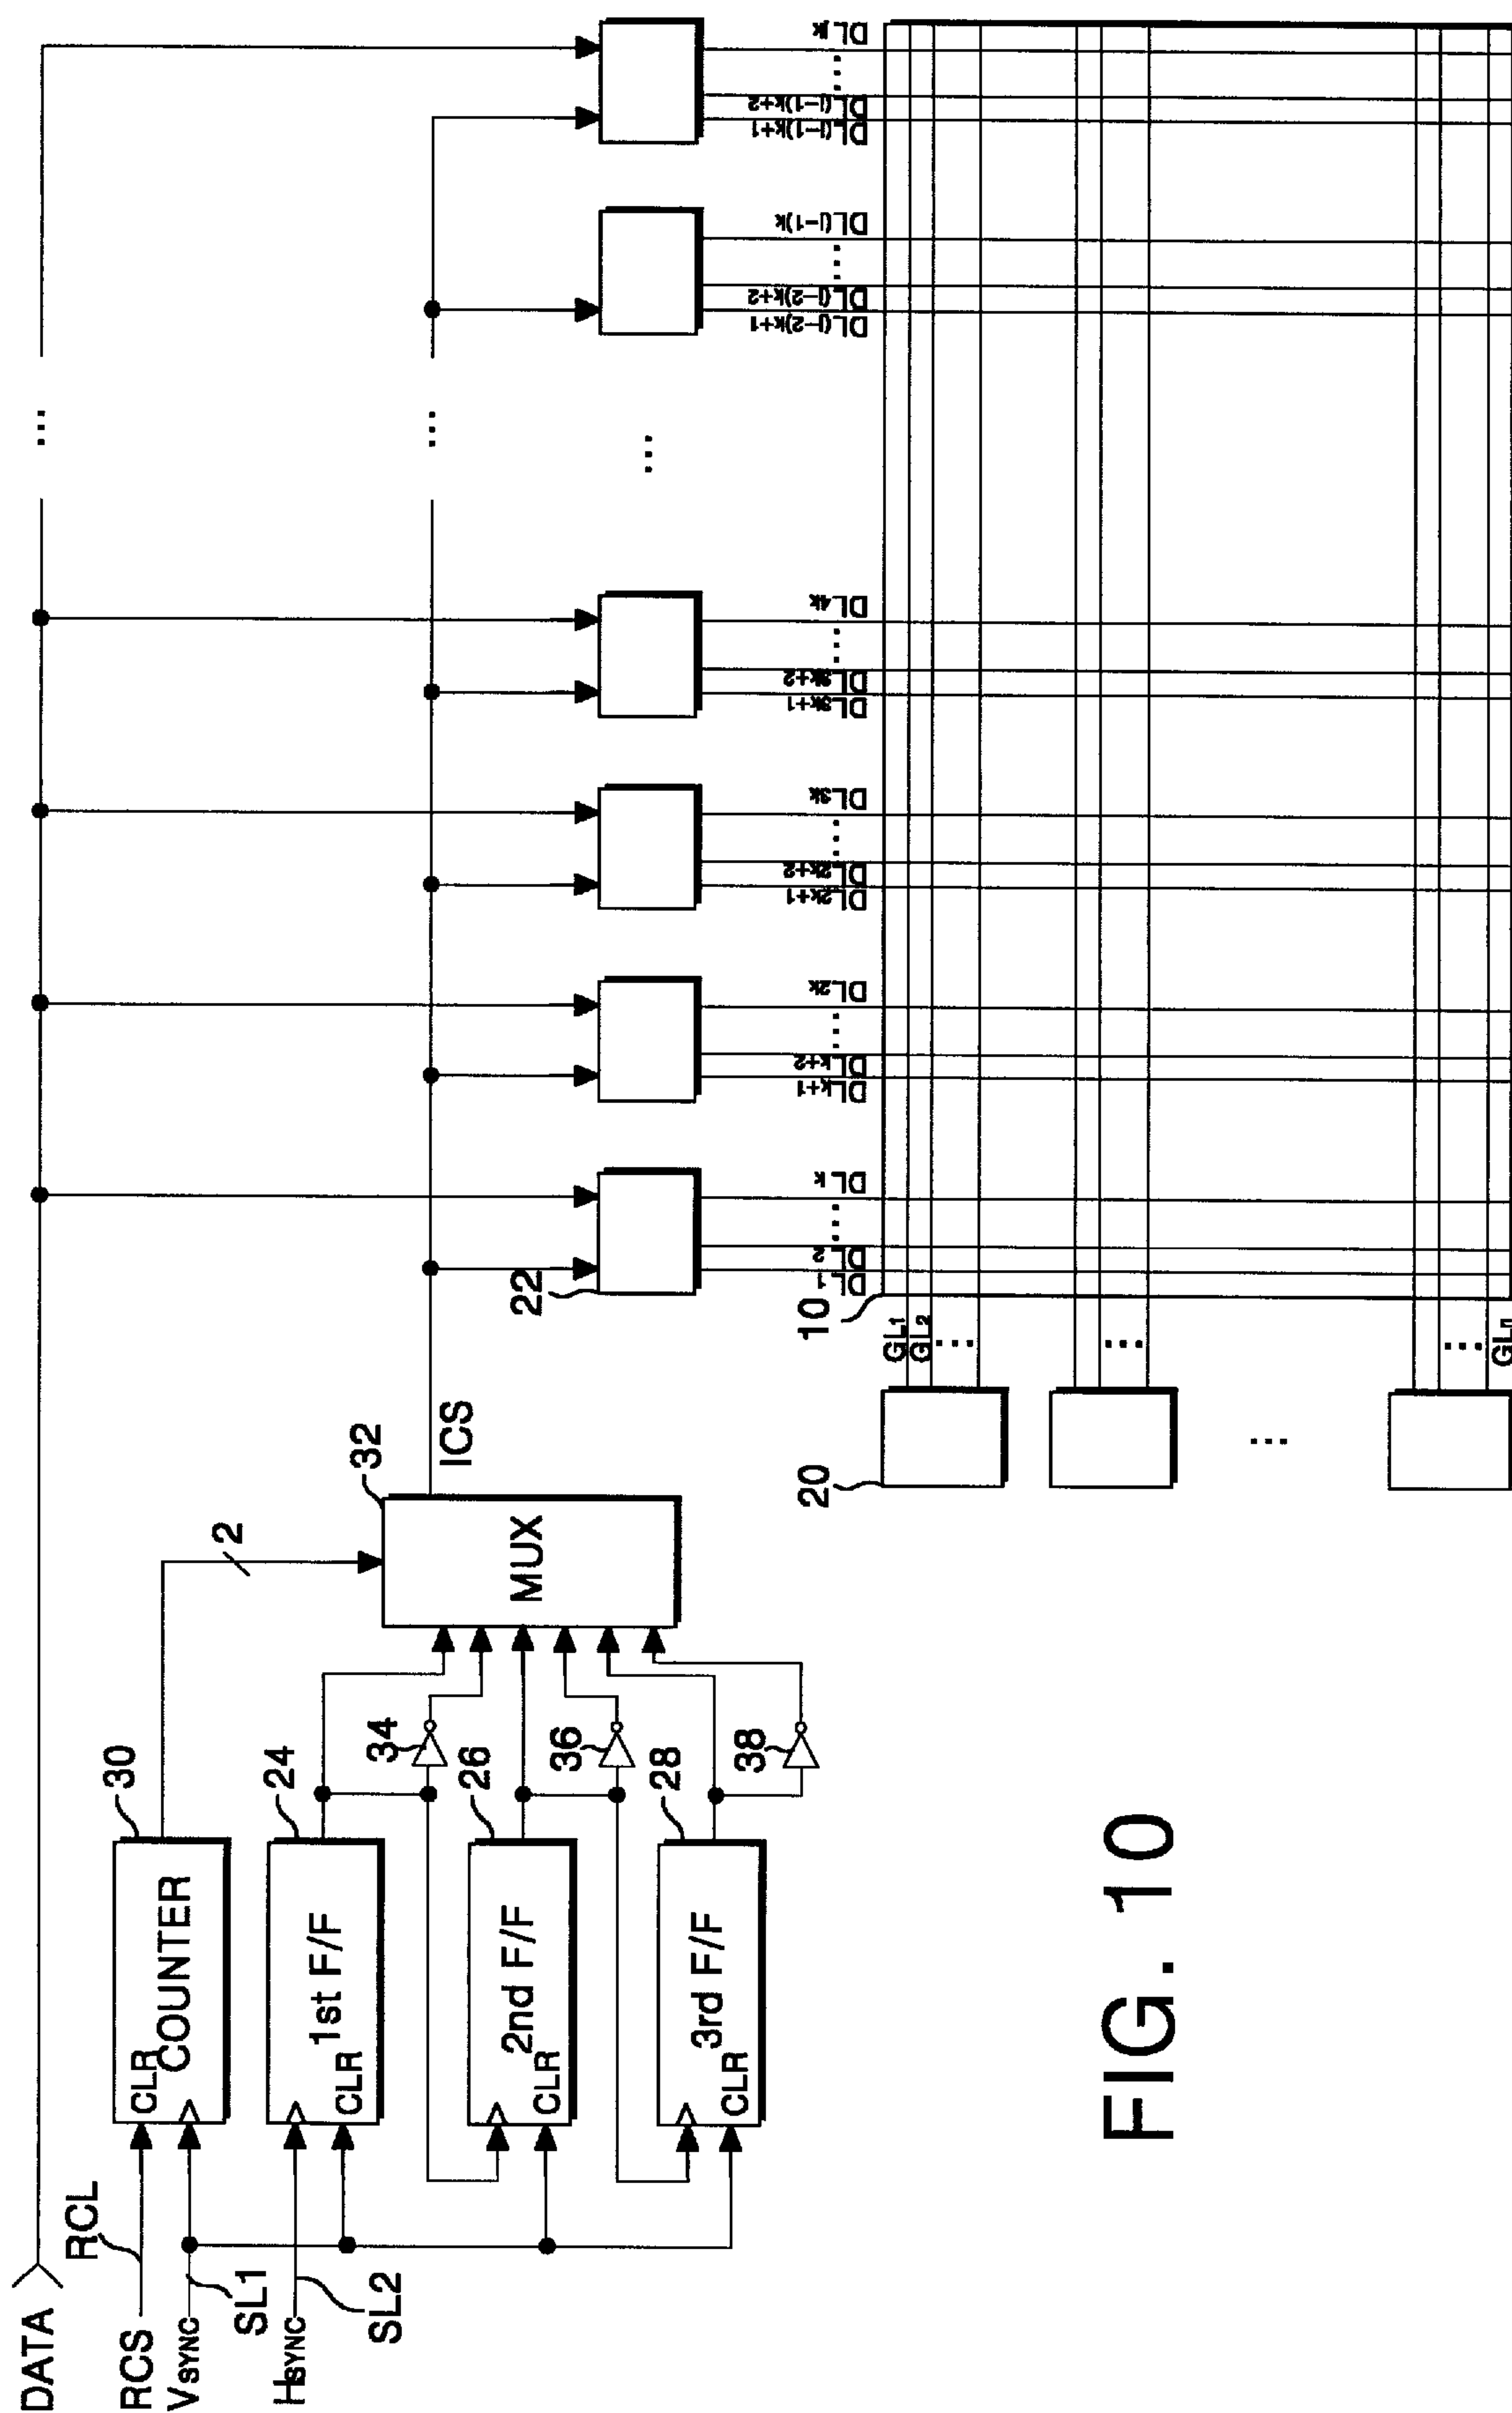 DATA
RCS
RCL
VSYNC
SL1
HSYNC
SL2
CLR
COUNTER
30
2
1st F/F
CLR
24
34
2nd F/F
CLR
26
36
3rd F/F
CLR
28
38
MUX
32
ICS
...
...
...
22
DL1
DL2
...
DLk
DLk+1
DLk+2
...
DL2k
DL2k+1
DL2k+2
...
DL3k
DL3k+1
DL3k+2
...
DL4k
DL(j-2)k+1
DL(j-2)k+2
...
DL(j-1)k
DL(j-1)k+1
DL(j-1)k+2
...
DLjk
10
20
GL1
GL2
...
...
...
...
FIG. 10